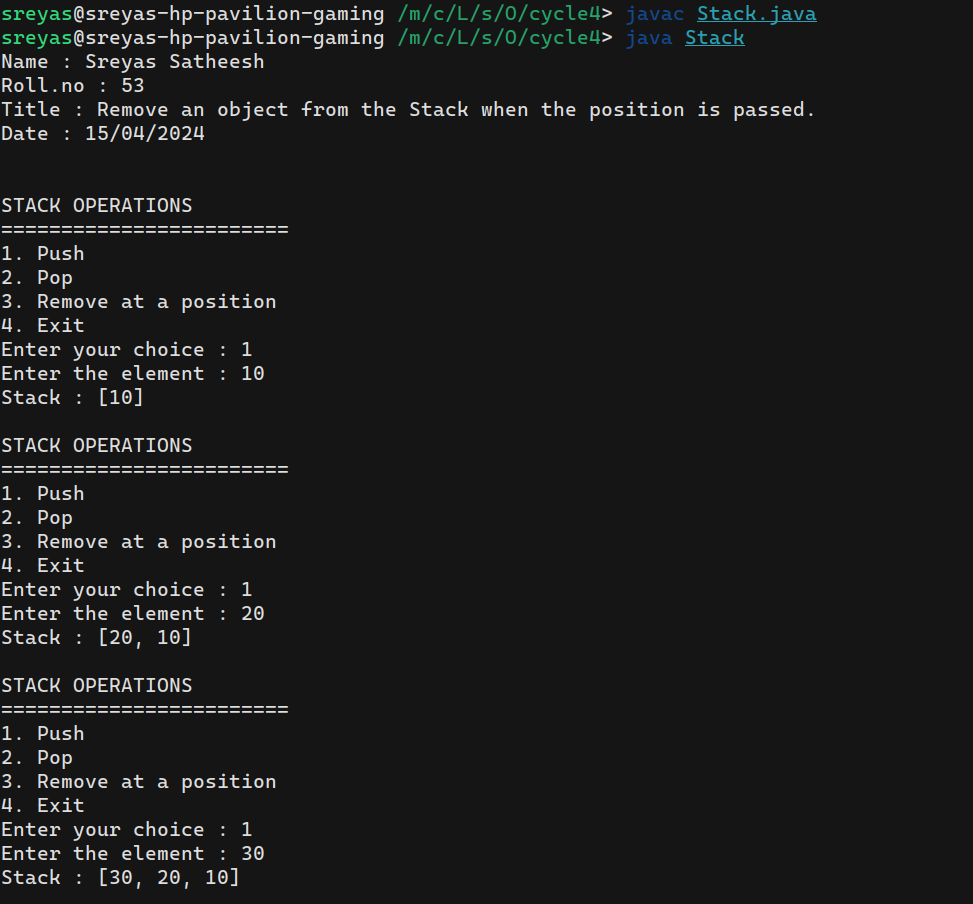 sreyas@sreyas-hp-pavilion-gaming /m/c/L/s/O/cycle4> javac Stack.java
sreyas@sreyas-hp-pavilion-gaming /m/c/L/s/O/cycle4> java Stack
Name : Sreyas Satheesh
Roll.no : 53
Title : Remove an object from the Stack when the position is passed.
Date : 15/04/2024
STACK OPERATIONS
========================
1. Push
2. Pop
3. Remove at a position
4. Exit
Enter your choice : 1
Enter the element : 10
Stack : [10]
STACK OPERATIONS
========================
1. Push
2. Pop
3. Remove at a position
4. Exit
Enter your choice : 1
Enter the element : 20
Stack : [20, 10]
STACK OPERATIONS
========================
1. Push
2. Pop
3. Remove at a position
4. Exit
Enter your choice : 1
Enter the element : 30
Stack : [30, 20, 10]